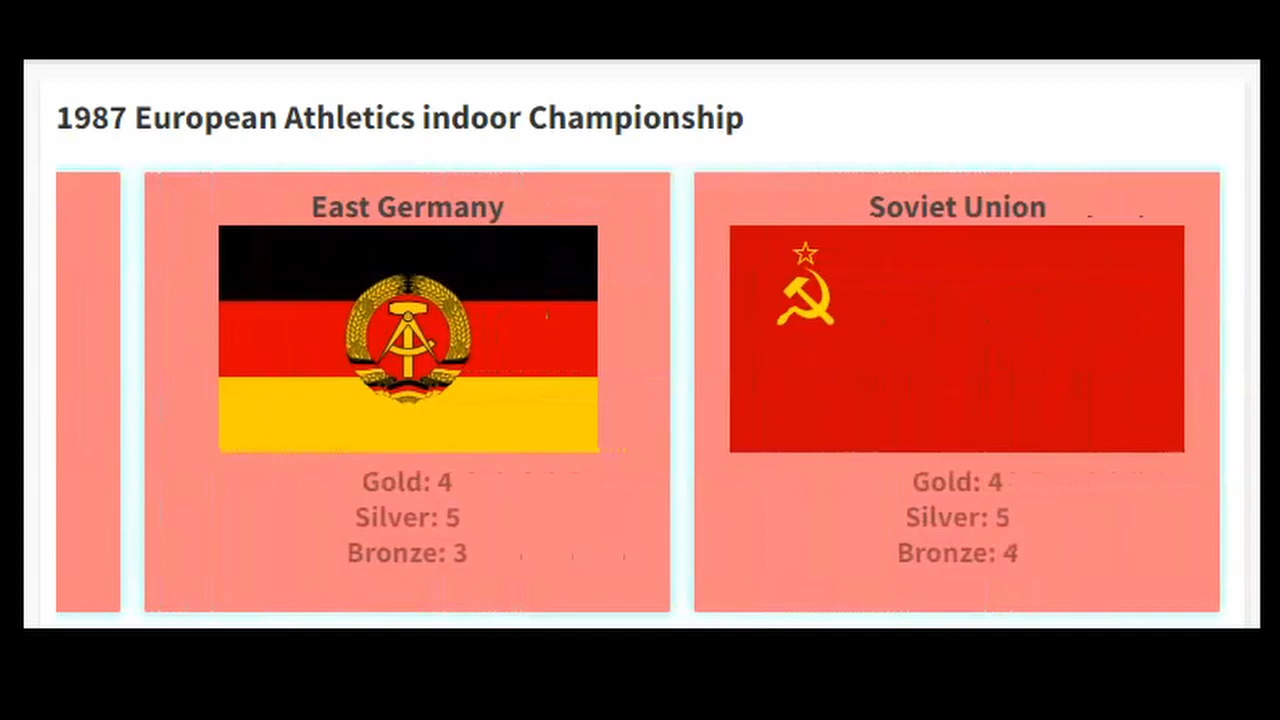 1987 European Athletics indoor Championship
East Germany
Gold: 4
Silver: 5
Bronze: 3
Soviet Union
Gold: 4
Silver: 5
Bronze: 4